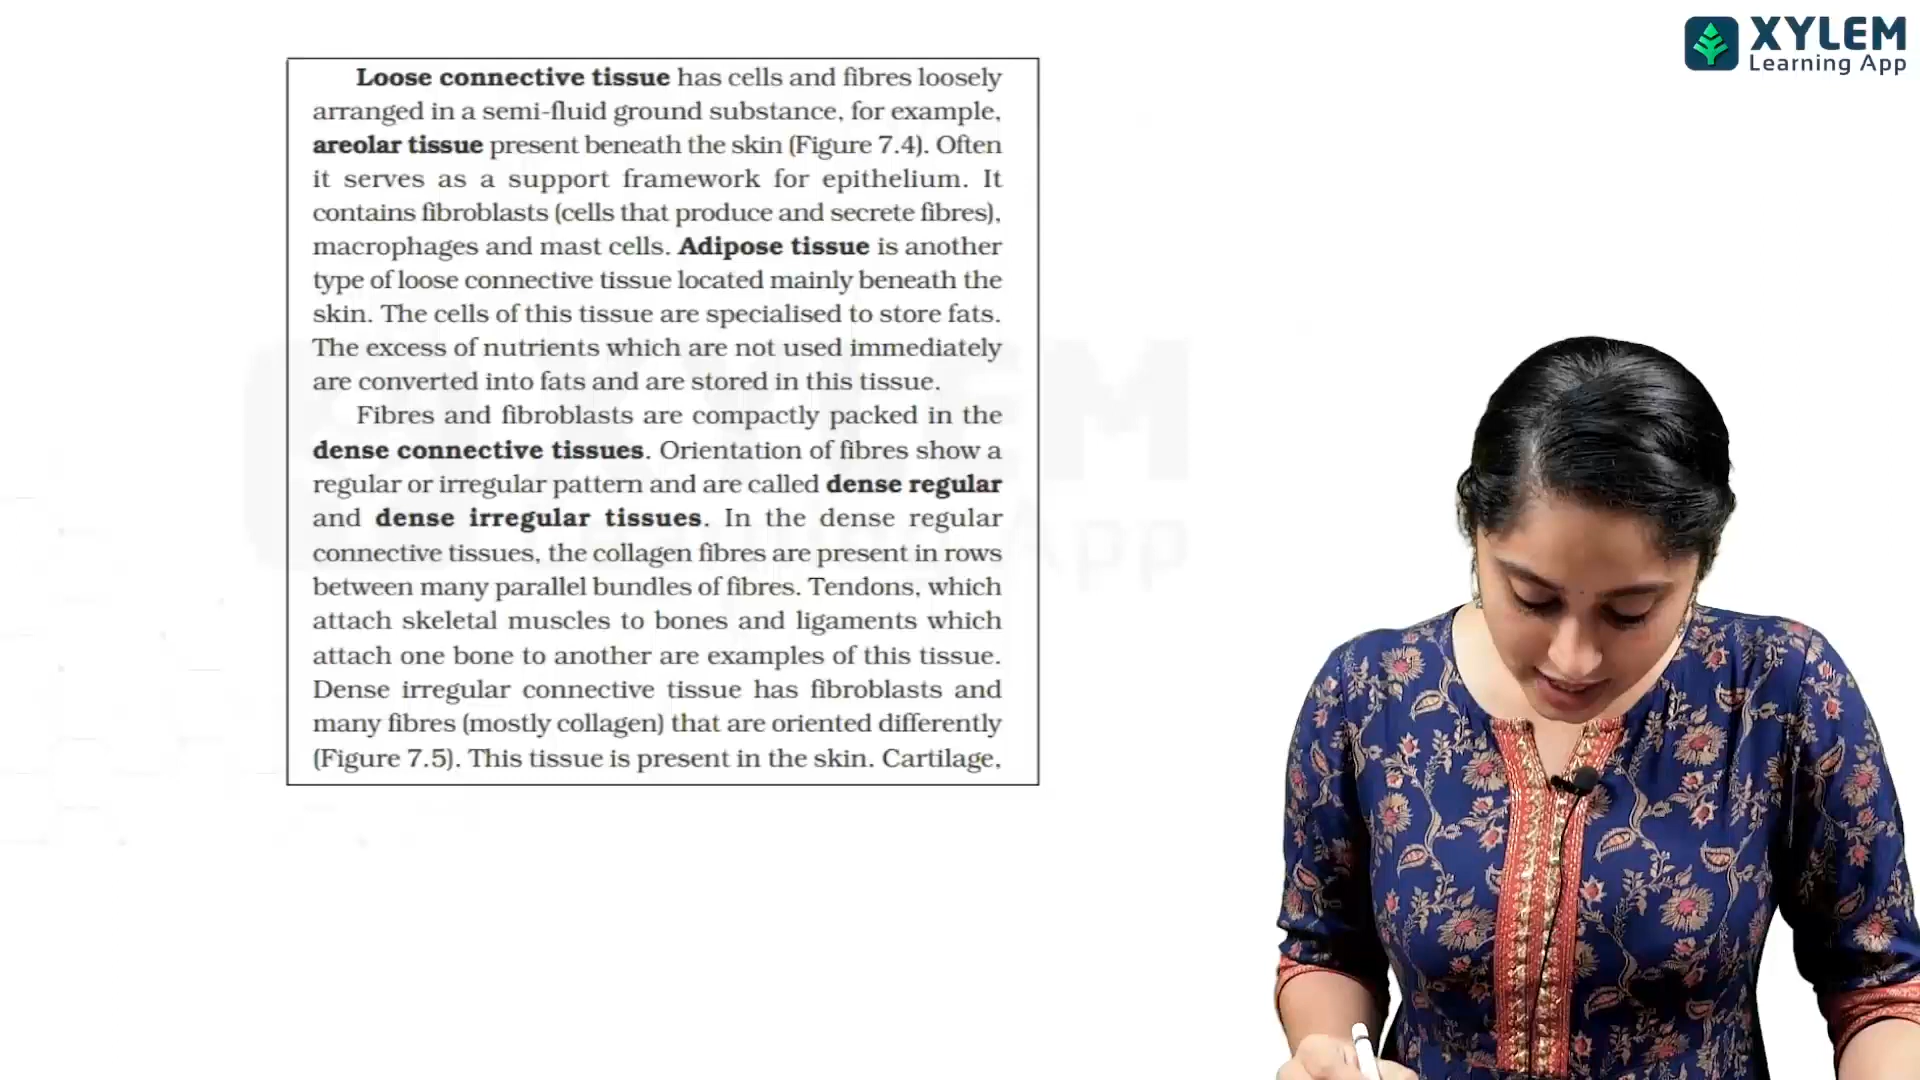 XYLEM
Learning App
Loose connective tissue has cells and fibres loosely
arranged in a semi-fluid ground substance, for example,
areolar tissue present beneath the skin (Figure 7.4). Often
it serves as a support framework for epithelium. It
contains fibroblasts (cells that produce and secrete fibres),
macrophages and mast cells. Adipose tissue is another
type of loose connective tissue located mainly beneath the
skin. The cells of this tissue are specialised to store fats.
The excess of nutrients which are not used immediately
are converted into fats and are stored in this tissue.
Fibres and fibroblasts are compactly packed in the
dense connective tissues. Orientation of fibres show a
regular or irregular pattern and are called dense regular
and dense irregular tissues. In the dense regular
connective tissues, the collagen fibres are present in rows
between many parallel bundles of fibres. Tendons, which
attach skeletal muscles to bones and ligaments which
attach one bone to another are examples of this tissue.
Dense irregular connective tissue has fibroblasts and
many fibres (mostly collagen) that are oriented differently
(Figure 7.5). This tissue is present in the skin. Cartilage,
XYLEM
Learning App